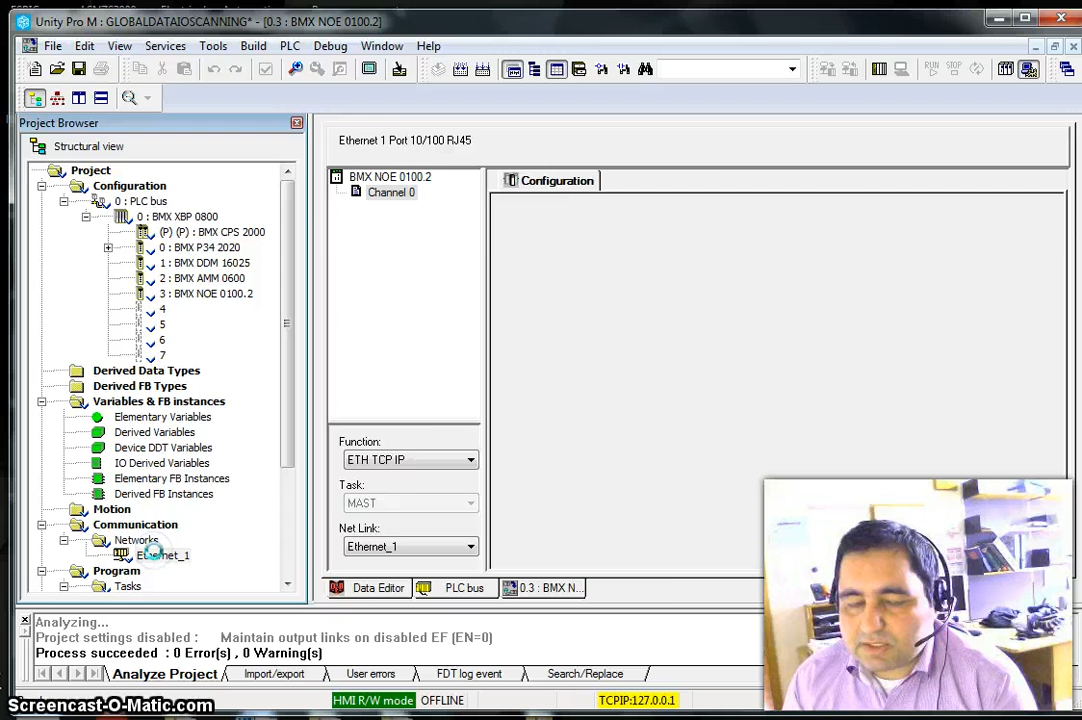 Unity Pro M : GLOBALDATAIOSCANNING* - [0.3 : BMX NOE 0100.2]
File Edit View Services Tools Build PLC Debug Window Help
RUN STOP
Project Browser
Structural view
Project
Configuration
0 : PLC bus
0 : BMX XBP 0800
(P) (P) : BMX CPS 2000
0 : BMX P34 2020
1 : BMX DDM 16025
2 : BMX AMM 0600
3 : BMX NOE 0100.2
4
5
6
7
Derived Data Types
Derived FB Types
Variables & FB instances
Elementary Variables
Derived Variables
Device DDT Variables
IO Derived Variables
Elementary FB Instances
Derived FB Instances
Motion
Communication
Networks
Ethernet_1
Program
Tasks
Ethernet 1 Port 10/100 RJ45
BMX NOE 0100.2
Channel 0
Configuration
Function:
ETH TCP IP
Task:
MAST
Net Link:
Ethernet_1
Data Editor PLC bus 0.3 : BMX N...
Analyzing...
Project settings disabled : Maintain output links on disabled EF (EN=0)
Process succeeded : 0 Error(s) , 0 Warning(s)
Analyze Project Import/export User errors FDT log event Search/Replace
HMI R/W mode OFFLINE TCPIP:127.0.0.1
Screencast-O-Matic.com